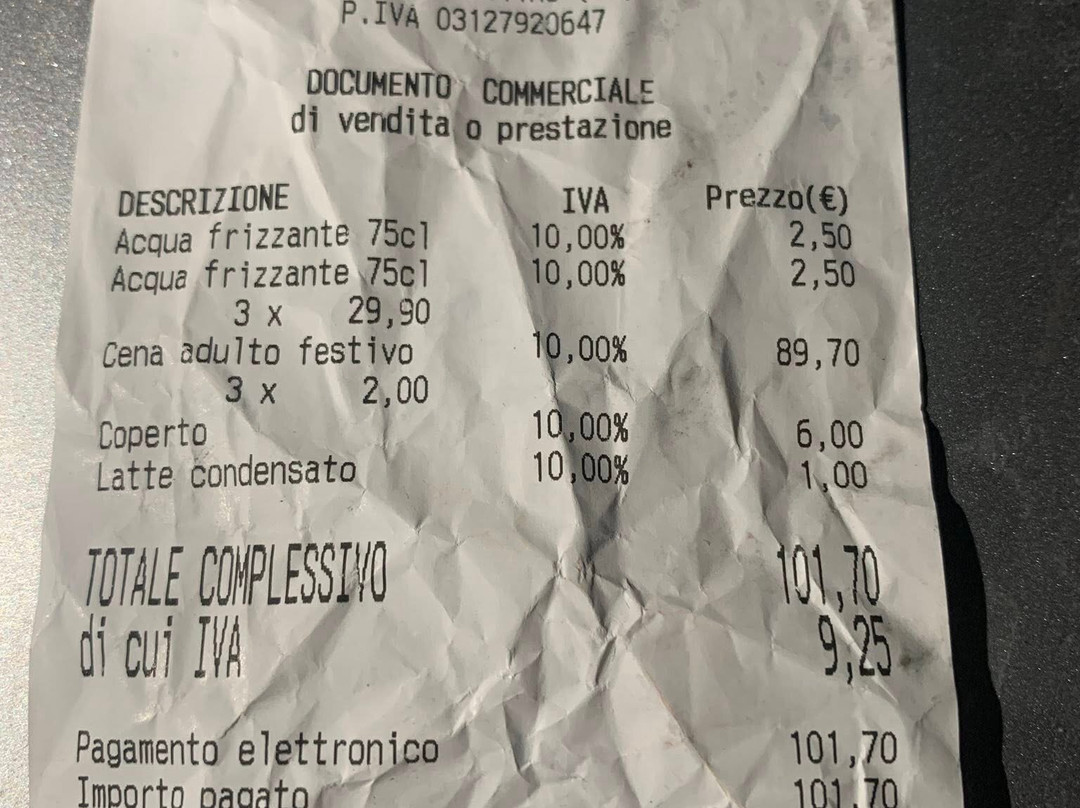 P.IVA 03127920647
DOCUMENTO COMMERCIALE
di vendita o prestazione
DESCRIZIONE IVA Prezzo(€)
Acqua frizzante 75cl 10,00% 2,50
Acqua frizzante 75cl 10,00% 2,50
3 x 29,90
Cena adulto festivo 10,00% 89,70
3 x 2,00
Coperto 10,00% 6,00
Latte condensato 10,00% 1,00
TOTALE COMPLESSIVO 101,70
di cui IVA 9,25
Pagamento elettronico 101,70
Importo pagato 101,70